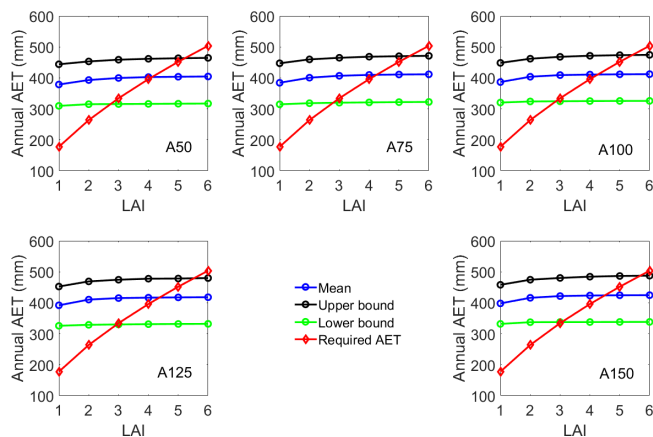 600
500
400
300
200
100
Annual AET (mm)
1 2 3 4 5 6
LAI
A50
600
500
400
300
200
100
Annual AET (mm)
1 2 3 4 5 6
LAI
A75
600
500
400
300
200
100
Annual AET (mm)
1 2 3 4 5 6
LAI
A100
600
500
400
300
200
100
Annual AET (mm)
1 2 3 4 5 6
LAI
A125
Mean
Upper bound
Lower bound
Required AET
600
500
400
300
200
100
Annual AET (mm)
1 2 3 4 5 6
LAI
A150